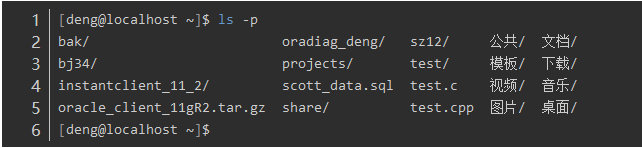 1 [deng@localhost ~]$ ls -p
2 bak/ oradiag_deng/ sz12/ 公共/ 文档/
3 bj34/ projects/ test/ 模板/ 下载/
4 instantclient_11_2/ scott_data.sql test.c 视频/ 音乐/
5 oracle_client_11gR2.tar.gz share/ test.cpp 图片/ 桌面/
6 [deng@localhost ~]$